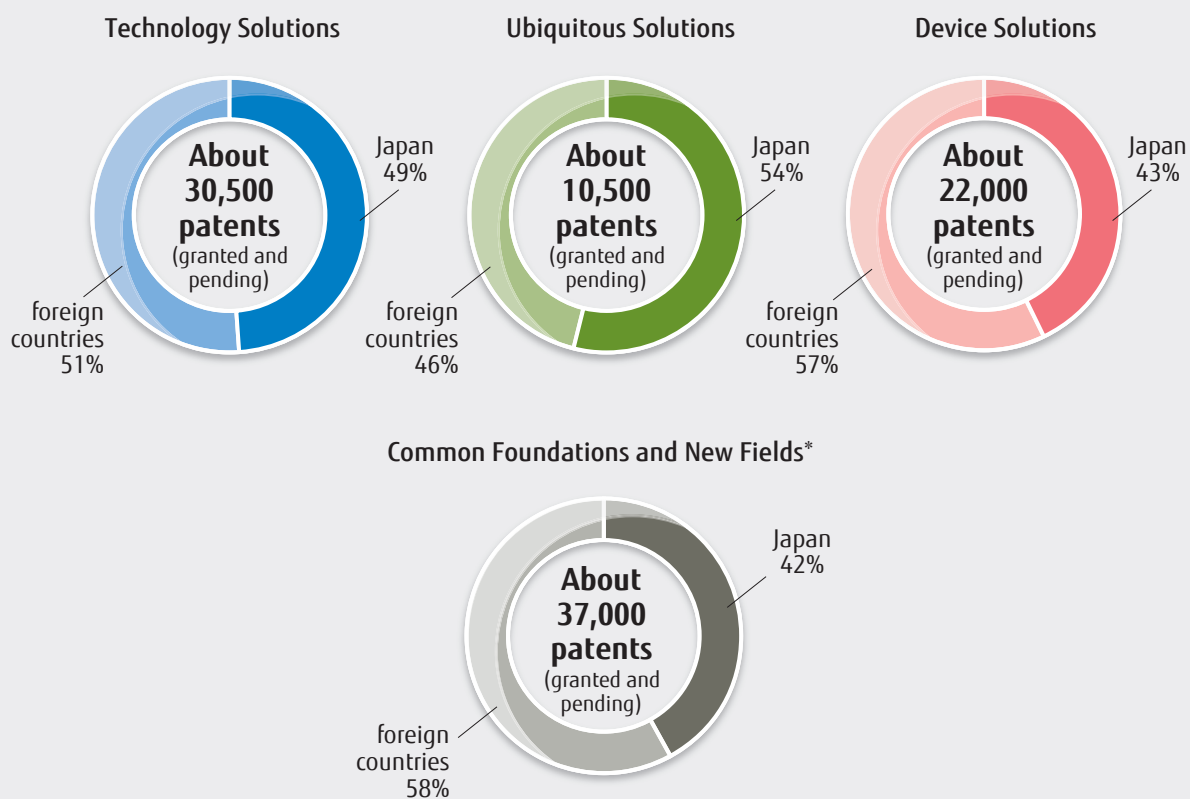 Technology Solutions
About
30,500
patents
(granted and
pending)
Japan
49%
foreign
countries
51%
Ubiquitous Solutions
About
10,500
patents
(granted and
pending)
Japan
54%
foreign
countries
46%
Device Solutions
About
22,000
patents
(granted and
pending)
Japan
43%
foreign
countries
57%
Common Foundations and New Fields*
About
37,000
patents
(granted and
pending)
Japan
42%
foreign
countries
58%